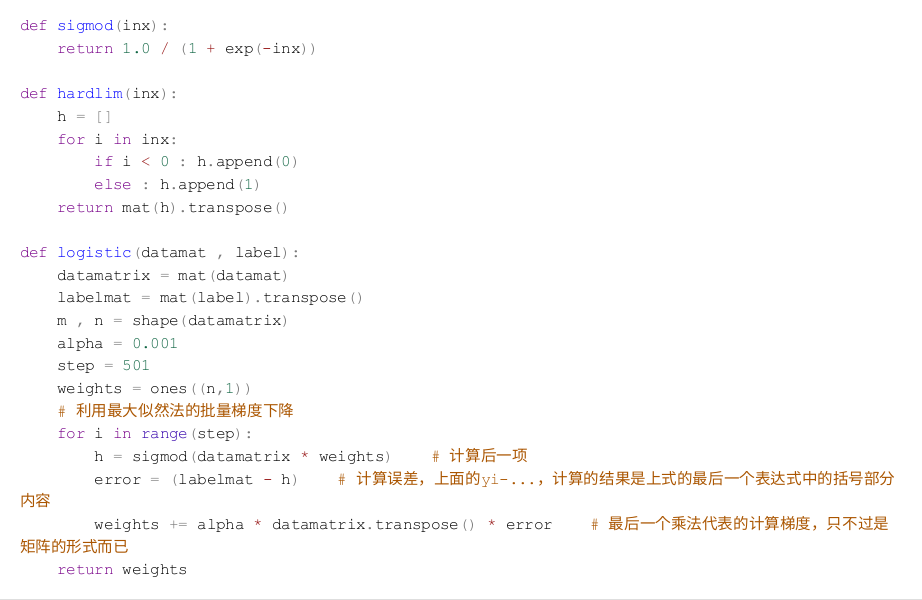 def sigmod(inx):
    return 1.0 / (1 + exp(-inx))

def hardlim(inx):
    h = []
    for i in inx:
        if i < 0 : h.append(0)
        else : h.append(1)
    return mat(h).transpose()

def logistic(datamat , label):
    datamatrix = mat(datamat)
    labelmat = mat(label).transpose()
    m , n = shape(datamatrix)
    alpha = 0.001
    step = 501
    weights = ones((n,1))
    # 利用最大似然法的批量梯度下降
    for i in range(step):
        h = sigmod(datamatrix * weights)    # 计算后一项
        error = (labelmat - h)    # 计算误差，上面的yi-...，计算的结果是上式的最后一个表达式中的括号部分
内容
        weights += alpha * datamatrix.transpose() * error    # 最后一个乘法代表的计算梯度，只不过是
矩阵的形式而已
    return weights